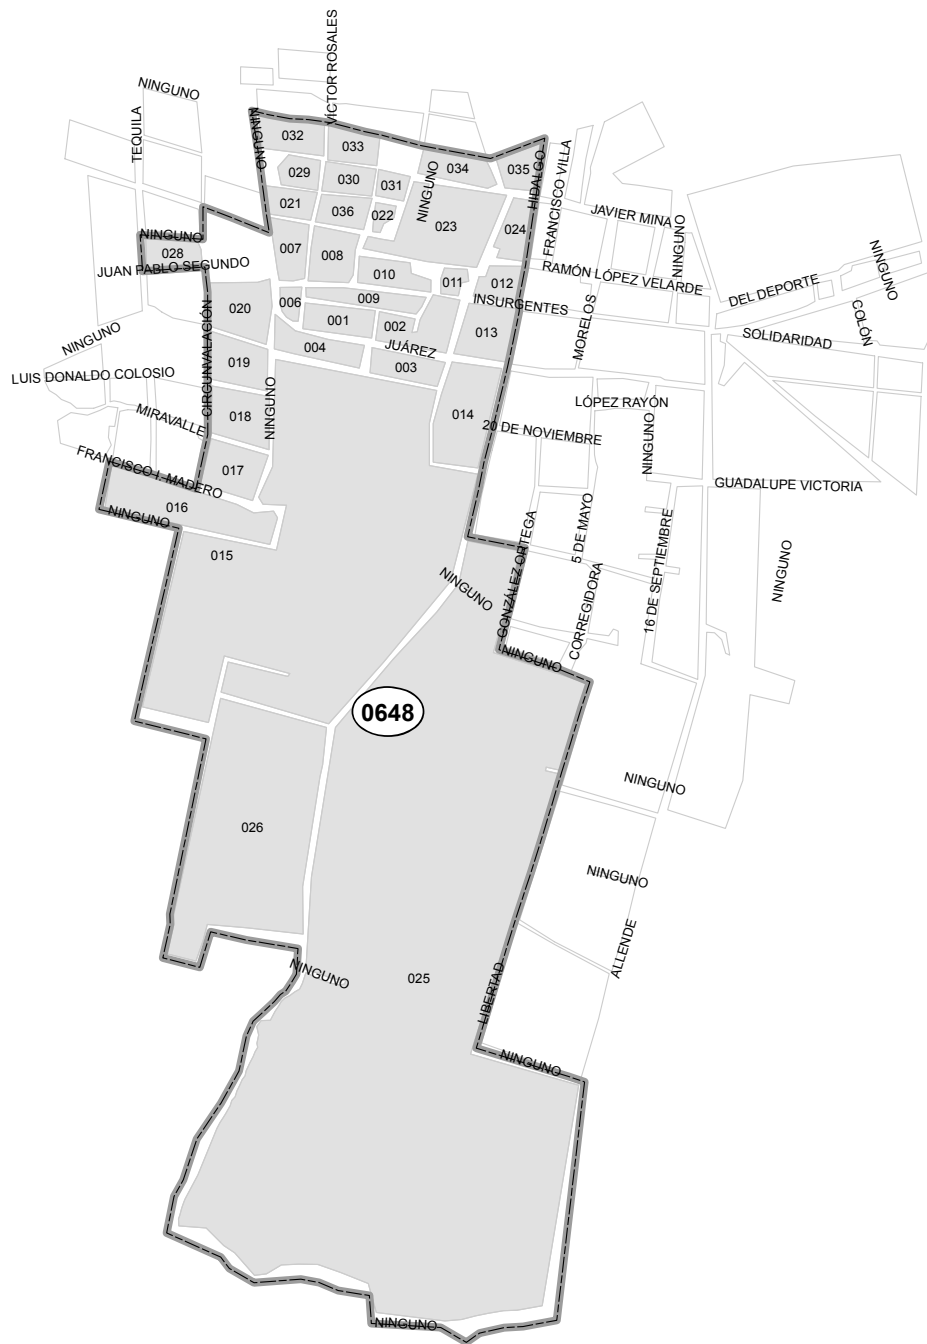 VÍCTOR ROSALES
NINGUNO
TEQUILA
NINGUNO
032
033
034
035
HIDALGO
FRANCISCO VILLA
029
030
031
NINGUNO
021
036
022
023
024
JAVIER MINA
NINGUNO
NINGUNO
028
JUAN PABLO SEGUNDO
007
008
010
011
012
RAMÓN LÓPEZ VELARDE
DEL DEPORTE
NINGUNO
020
006
009
INSURGENTES
001
002
013
MORELOS
SOLIDARIDAD
COLÓN
NINGUNO
CIRCUNVALACIÓN
019
004
JUÁREZ
003
LUIS DONALDO COLOSIO
MIRAVALLE
018
NINGUNO
014
LÓPEZ RAYÓN
20 DE NOVIEMBRE
NINGUNO
FRANCISCO I. MADERO
017
GUADALUPE VICTORIA
016
NINGUNO
015
GONZÁLEZ ORTEGA
5 DE MAYO
16 DE SEPTIEMBRE
NINGUNO
NINGUNO
CORREGIDORA
NINGUNO
0648
NINGUNO
026
NINGUNO
ALLENDE
NINGUNO
025
LIBERTAD
NINGUNO
NINGUNO